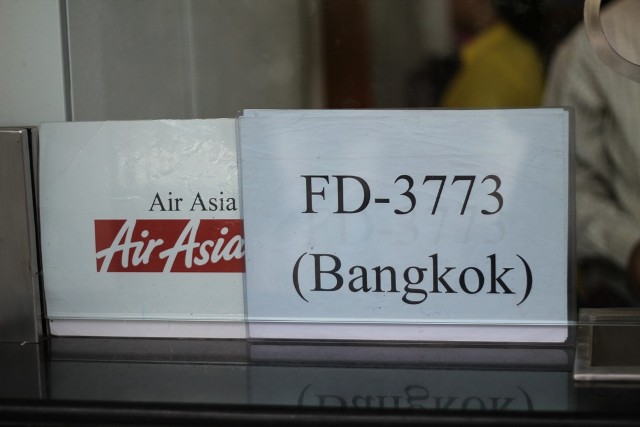 Air Asia
AirAsia
FD-3773
(Bangkok)